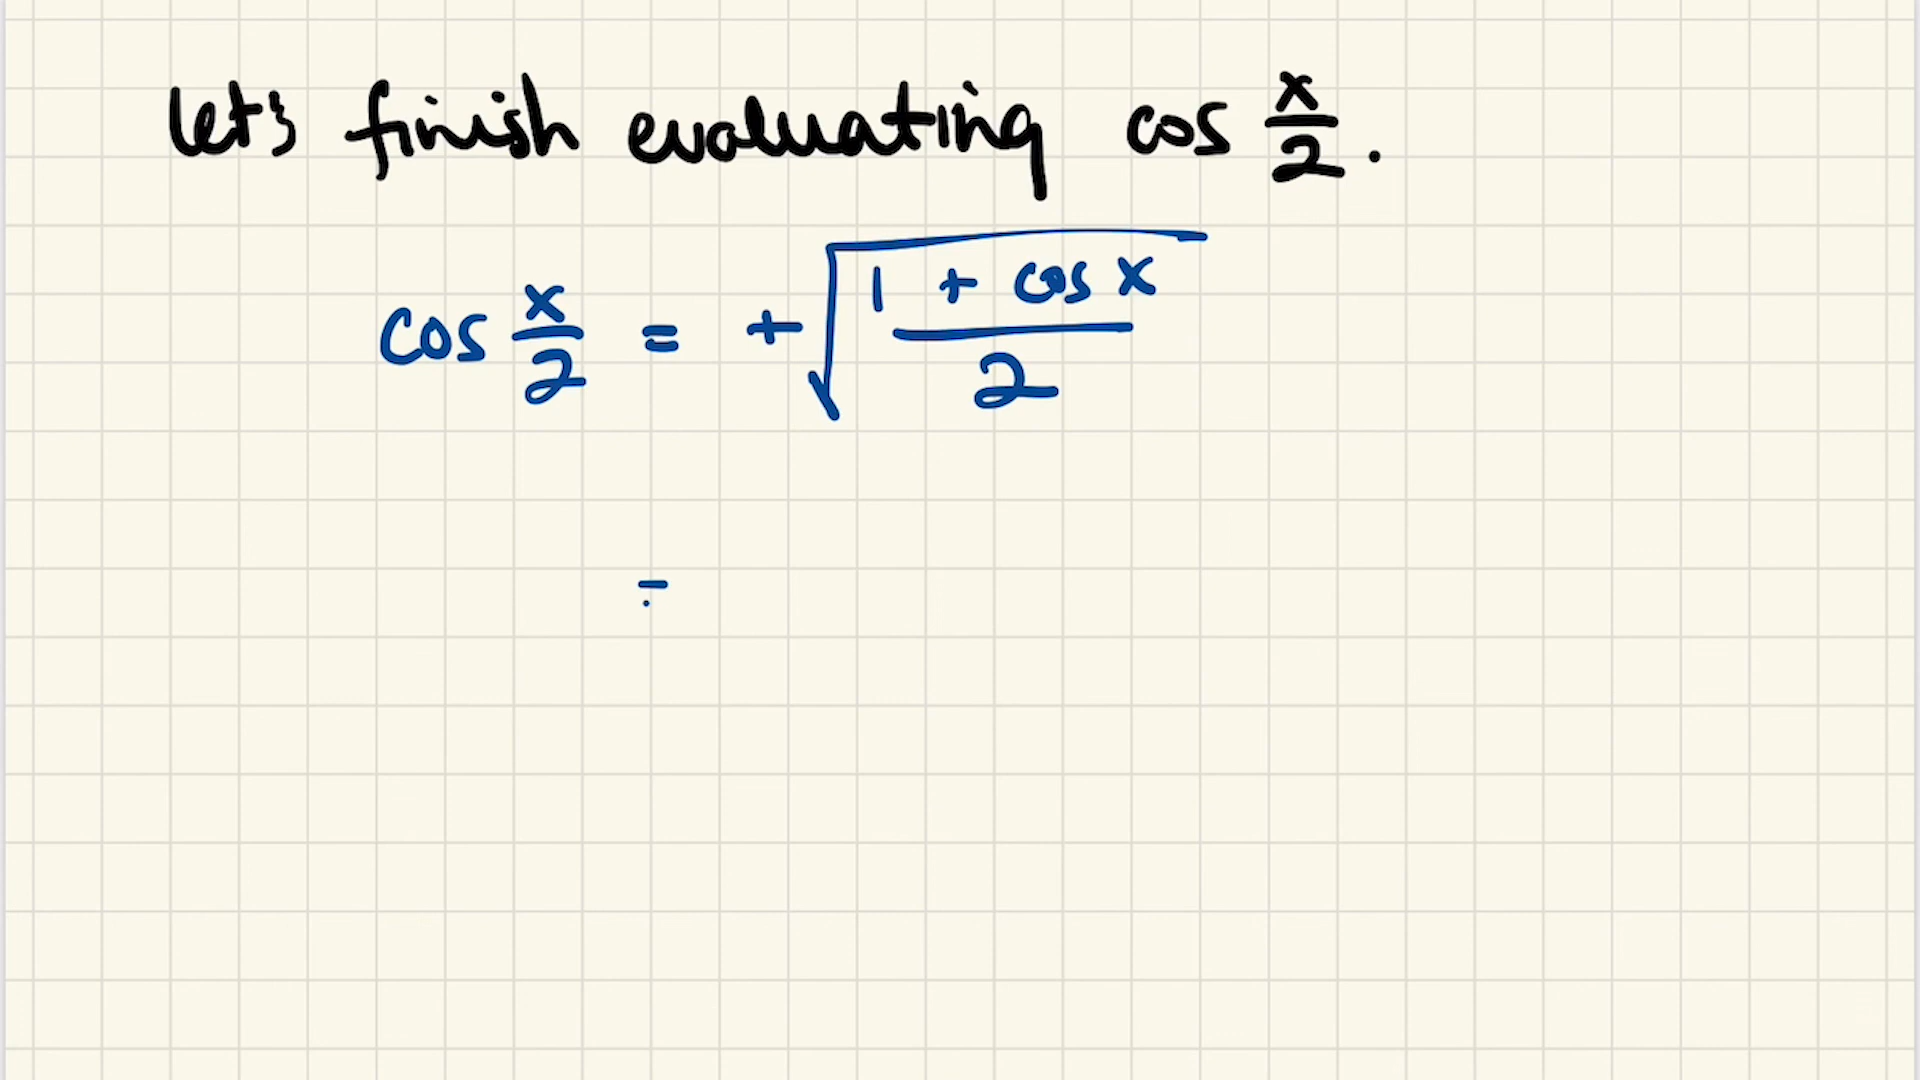 let's finish evaluating cos x/2.
cos x/2 = +√((1 + cos x)/2)
=